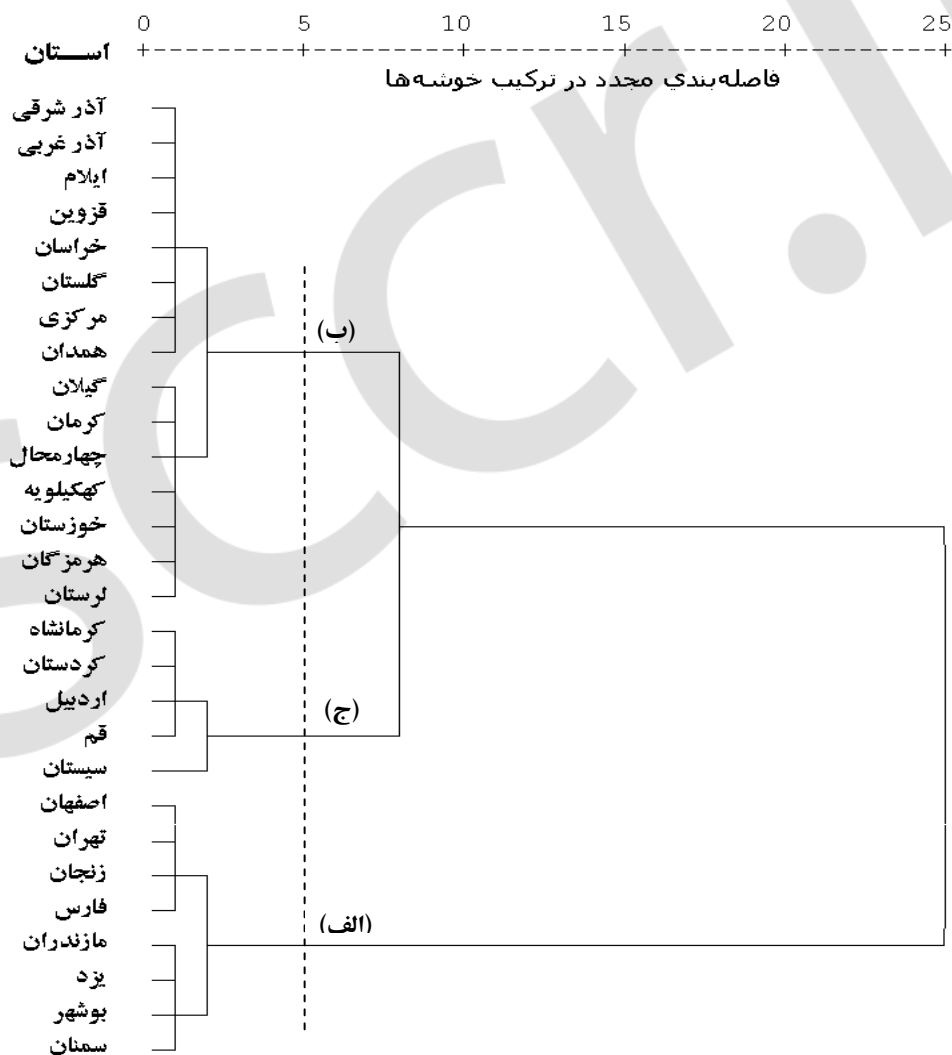 0 5 10 15 20 25
استان
فاصله‌بندي مجدد در ترکیب خوشه‌ها
آذر شرقی
آذر غربی
ایلام
قزوین
خراسان
گلستان
مرکزی
(ب)
همدان
گیلان
کرمان
چهارمحال
کهکیلویه
خوزستان
هرمزگان
لرستان
کرمانشاه
کردستان
اردبیل
(ج)
قم
سیستان
اصفهان
تهران
زنجان
فارس
(الف)
مازندران
یزد
بوشهر
سمنان